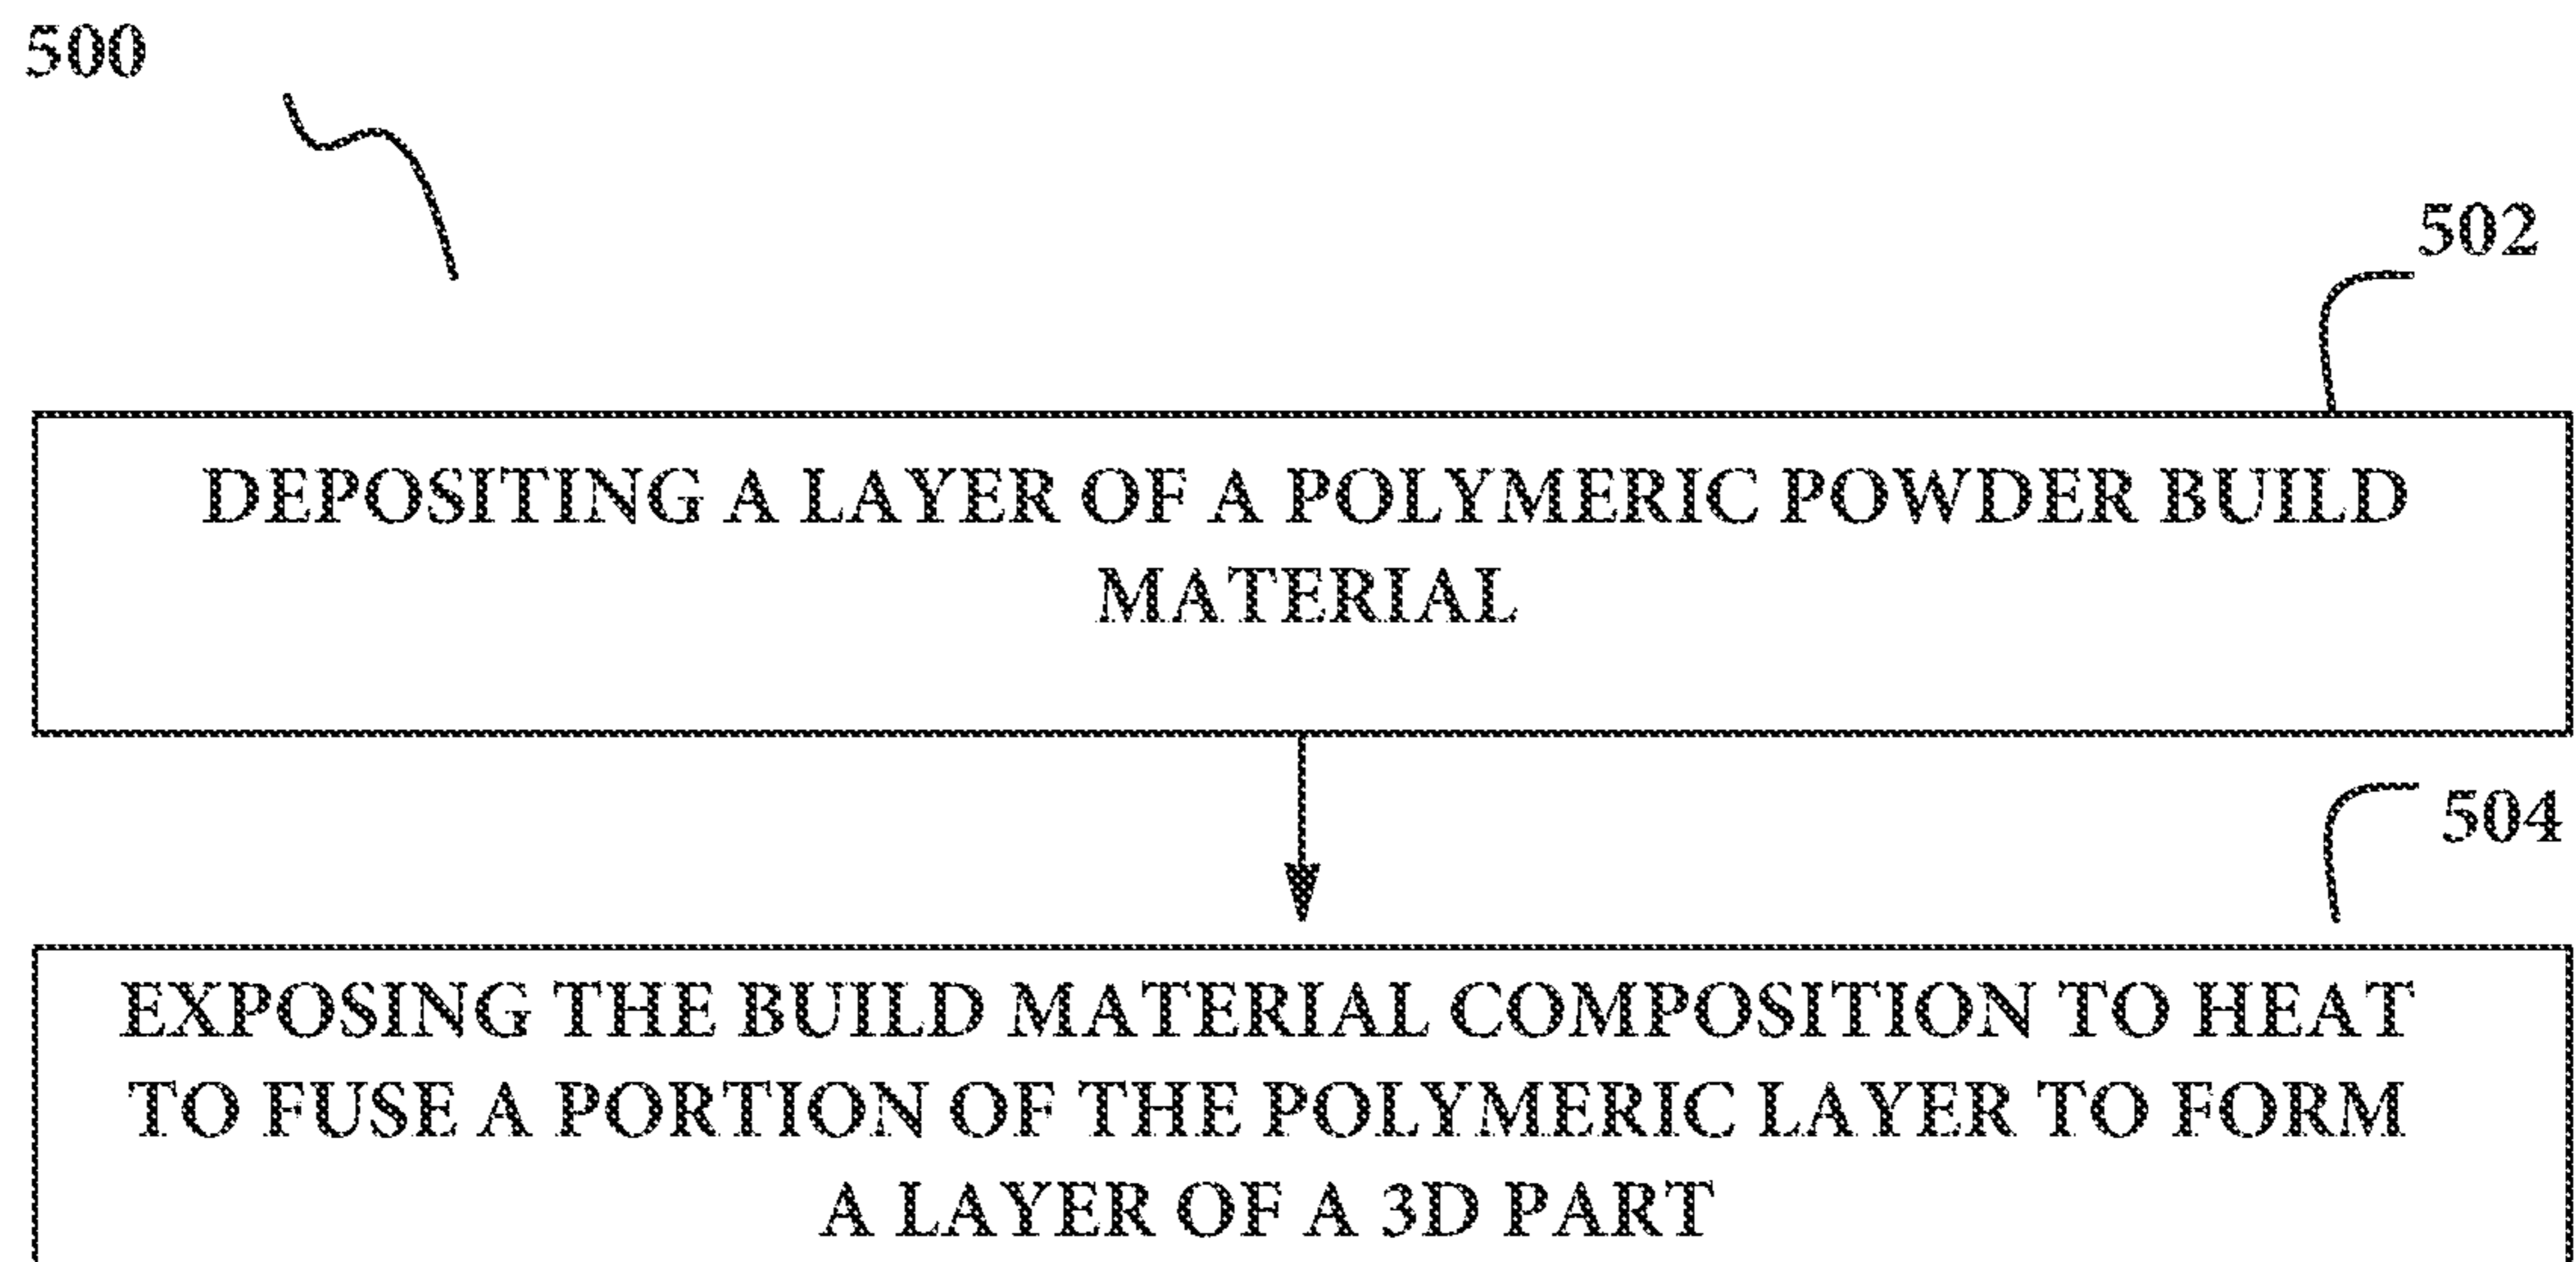 500
502
DEPOSITING A LAYER OF A POLYMERIC POWDER BUILD
MATERIAL
504
EXPOSING THE BUILD MATERIAL COMPOSITION TO HEAT
TO FUSE A PORTION OF THE POLYMERIC LAYER TO FORM
A LAYER OF A 3D PART